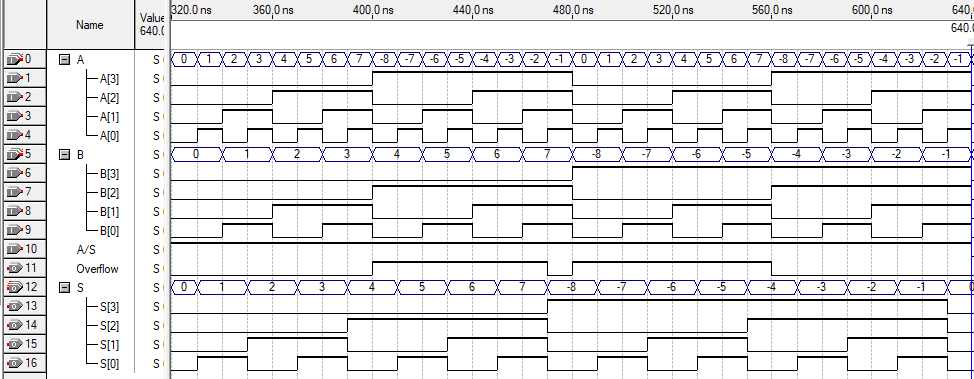 Name Value 320.0 ns 360.0 ns 400.0 ns 440.0 ns 480.0 ns 520.0 ns 560.0 ns 600.0 ns 640.
640.0
0 A S 0 1 2 3 4 5 6 7 -8 -7 -6 -5 -4 -3 -2 -1 0 1 2 3 4 5 6 7 -8 -7 -6 -5 -4 -3 -2 -1
1 A[3] S
2 A[2] S
3 A[1] S
4 A[0] S
5 B S 0 1 2 3 4 5 6 7 -8 -7 -6 -5 -4 -3 -2 -1
6 B[3] S
7 B[2] S
8 B[1] S
9 B[0] S
10 A/S S
11 Overflow S
12 S S 0 1 2 3 4 5 6 7 -8 -7 -6 -5 -4 -3 -2 -1 0
13 S[3] S
14 S[2] S
15 S[1] S
16 S[0] S